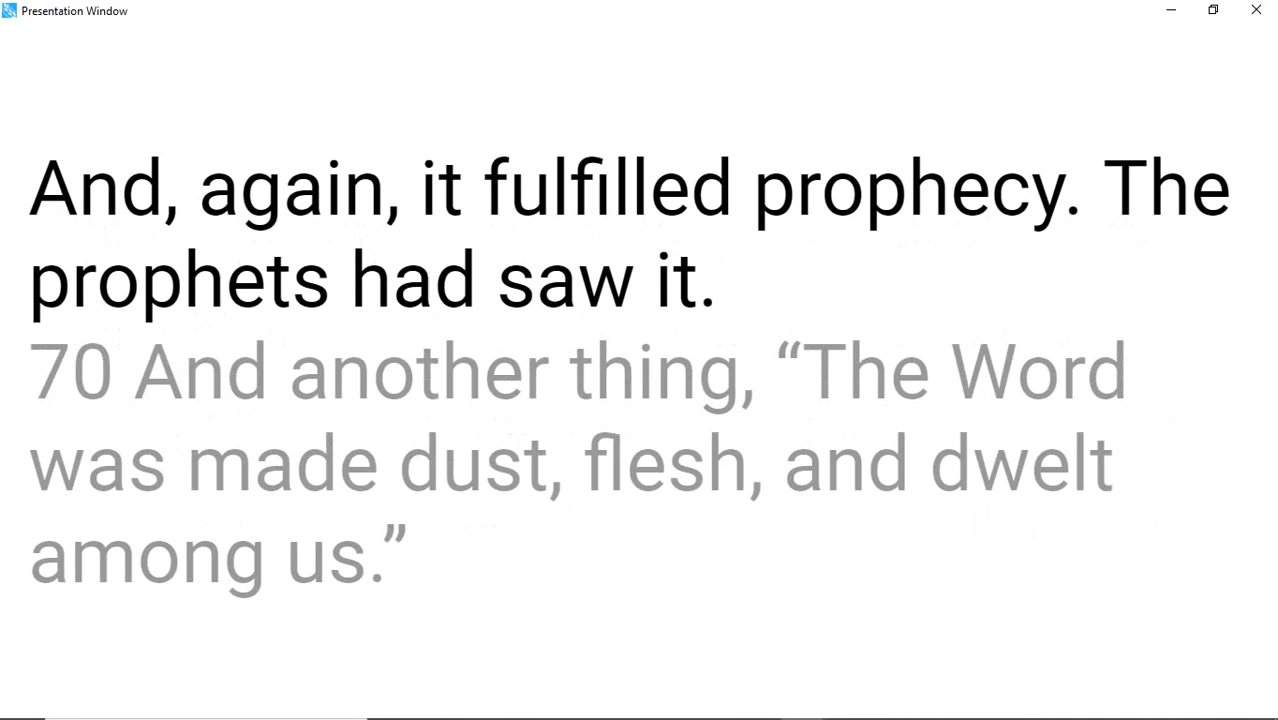 Presentation Window
And, again, it fulfilled prophecy. The
prophets had saw it.
70 And another thing, “The Word
was made dust, flesh, and dwelt
among us.”